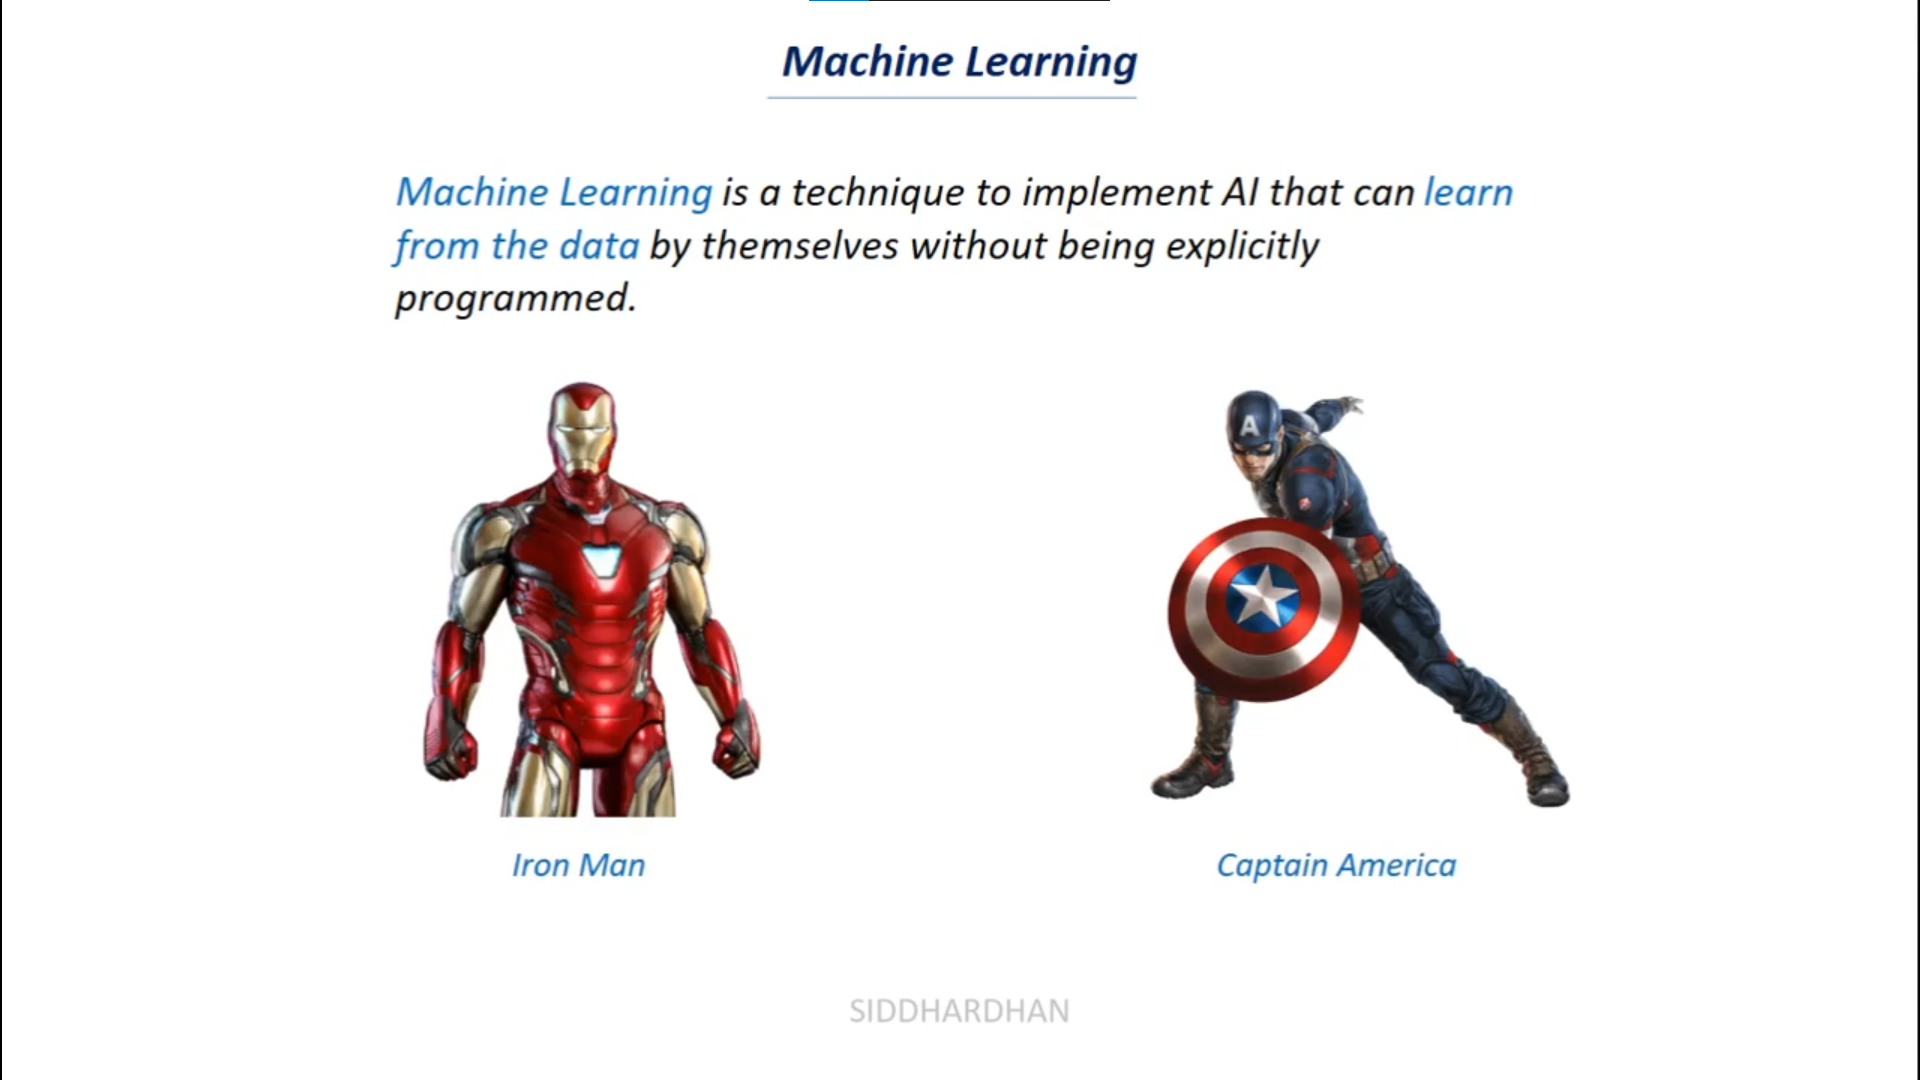 Machine Learning
Machine Learning is a technique to implement AI that can learn
from the data by themselves without being explicitly
programmed.
A
Iron Man
Captain America
SIDDHARDHAN